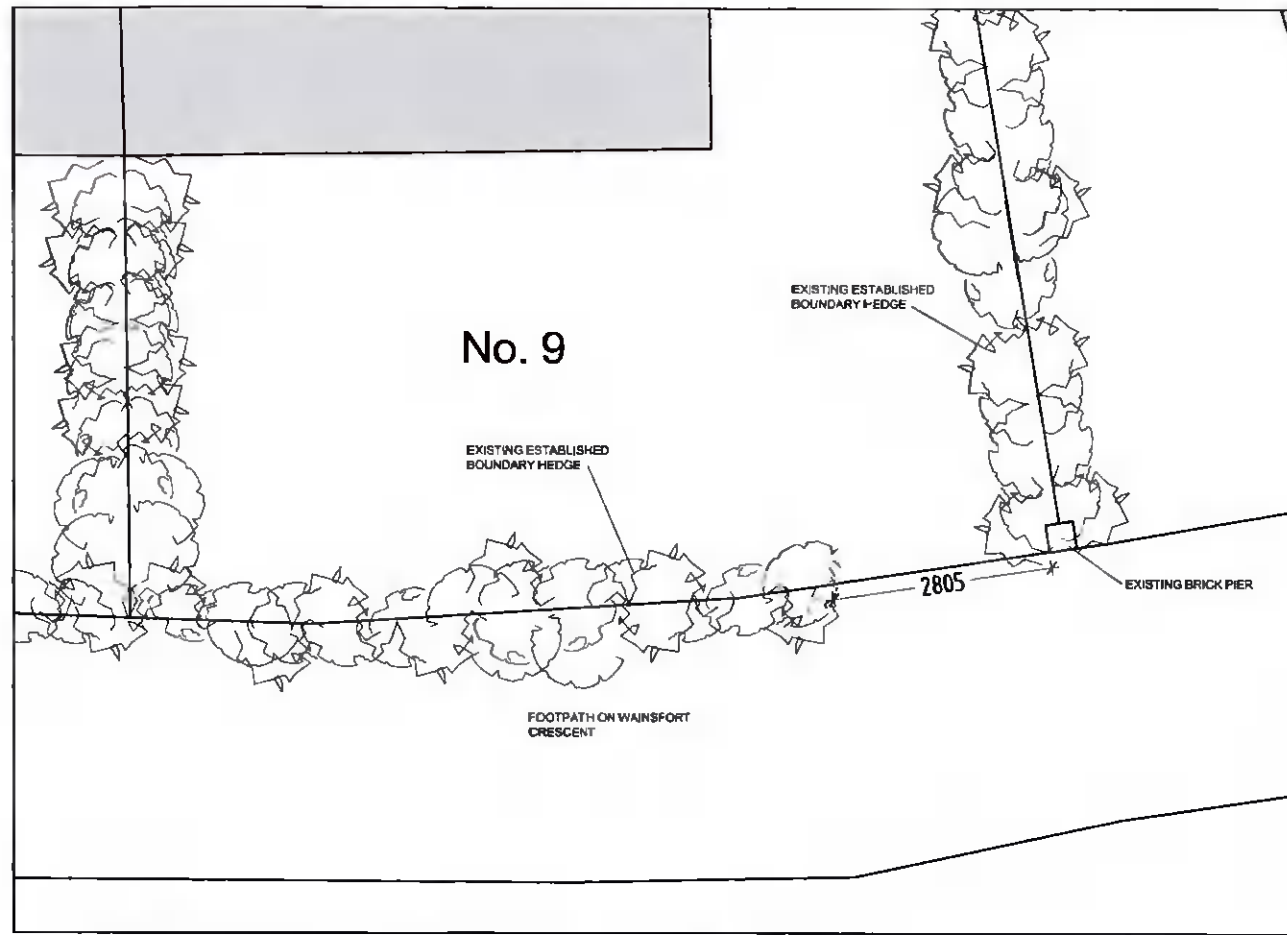 EXISTING ESTABLISHED
BOUNDARY HEDGE
No. 9
EXISTING ESTABLISHED
BOUNDARY HEDGE
2805
EXISTING BRICK PIER
FOOTPATH ON WAINSFORT
CRESCENT